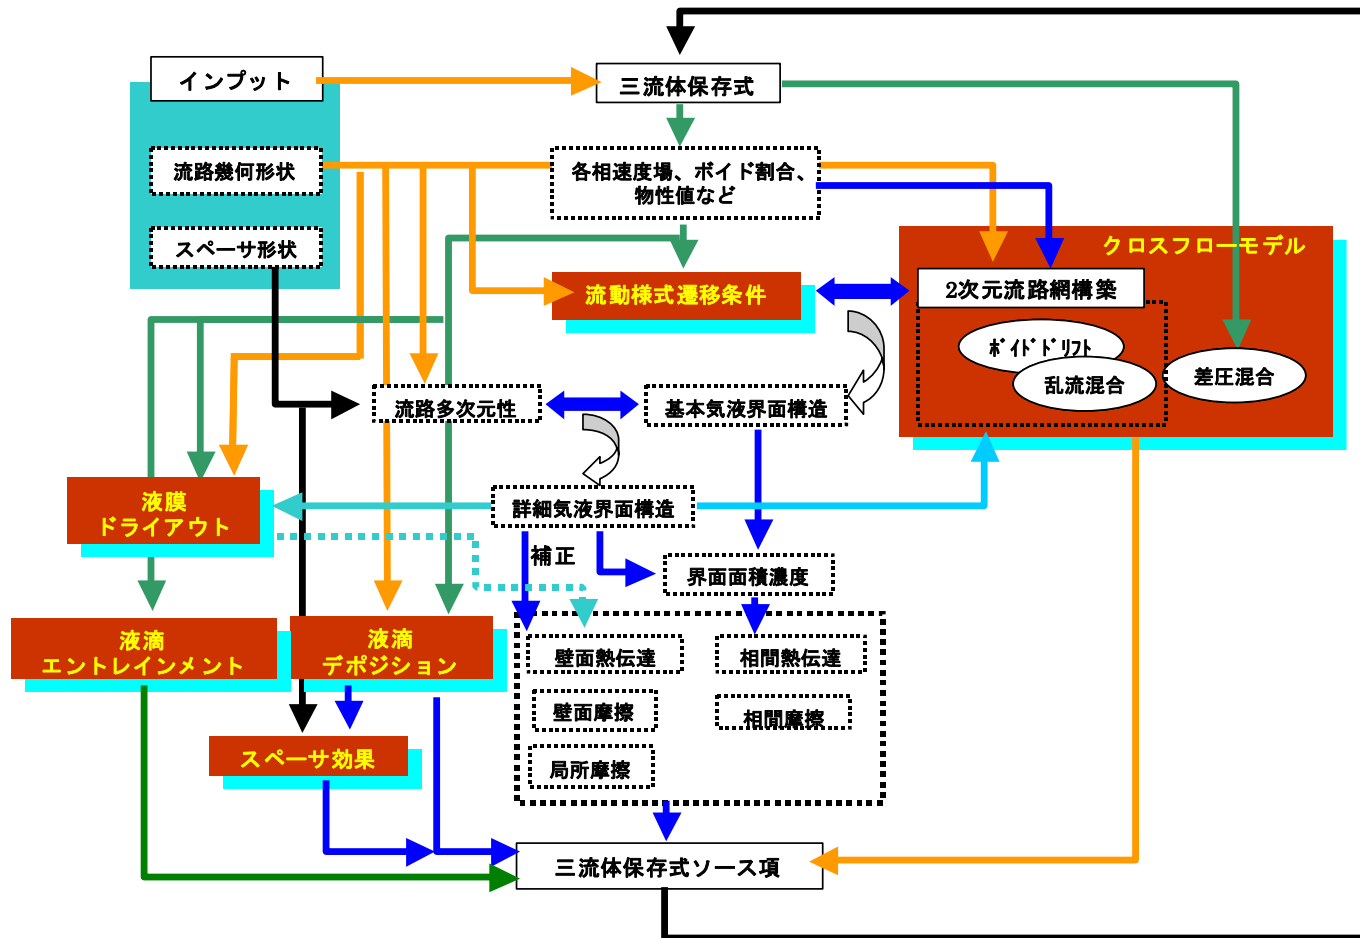 インプット
三流体保存式
流路幾何形状
各相速度場、ボイド割合、
物性値など
スペーサ形状
クロスフローモデル
流動様式遷移条件
2次元流路網構築
ﾎﾞｲﾄﾞﾄﾞﾘﾌﾄ
乱流混合
差圧混合
流路多次元性
基本気液界面構造
液膜
ドライアウト
詳細気液界面構造
補正
界面面積濃度
液滴
エントレインメント
液滴
デポジション
壁面熱伝達
相間熱伝達
壁面摩擦
相間摩擦
スペーサ効果
局所摩擦
三流体保存式ソース項